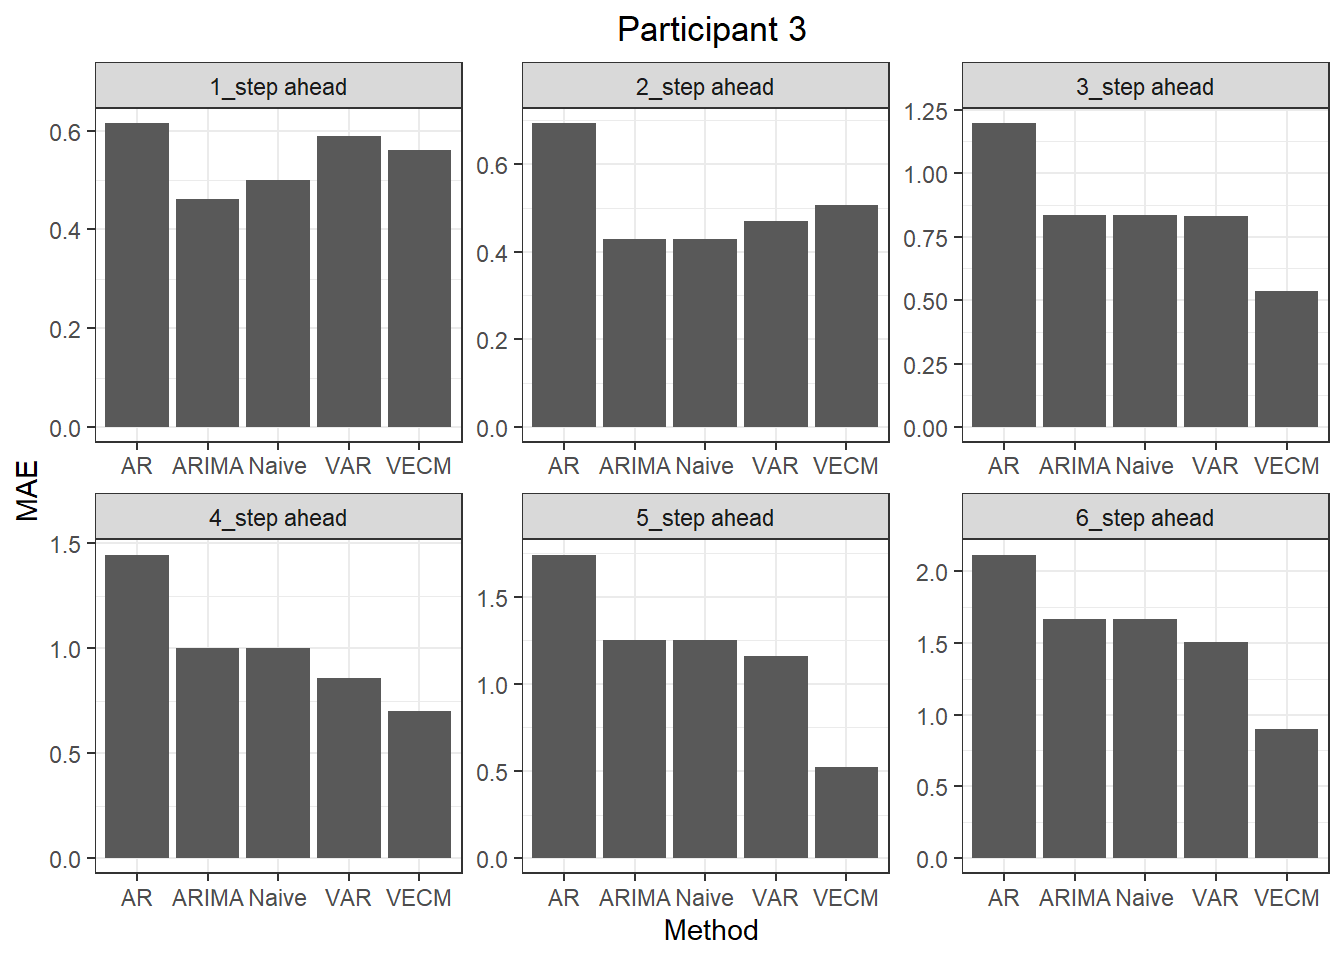 Participant 3
1_step ahead
2_step ahead
3_step ahead
0.6
0.4
0.2
0.0
0.6
0.4
0.2
0.0
1.25
1.00
0.75
0.50
0.25
0.00
AR ARIMA Naive VAR VECM
AR ARIMA Naive VAR VECM
AR ARIMA Naive VAR VECM
MAE
4_step ahead
5_step ahead
6_step ahead
1.5
1.0
0.5
0.0
1.5
1.0
0.5
0.0
2.0
1.5
1.0
0.5
0.0
AR ARIMA Naive VAR VECM
AR ARIMA Naive VAR VECM
AR ARIMA Naive VAR VECM
Method